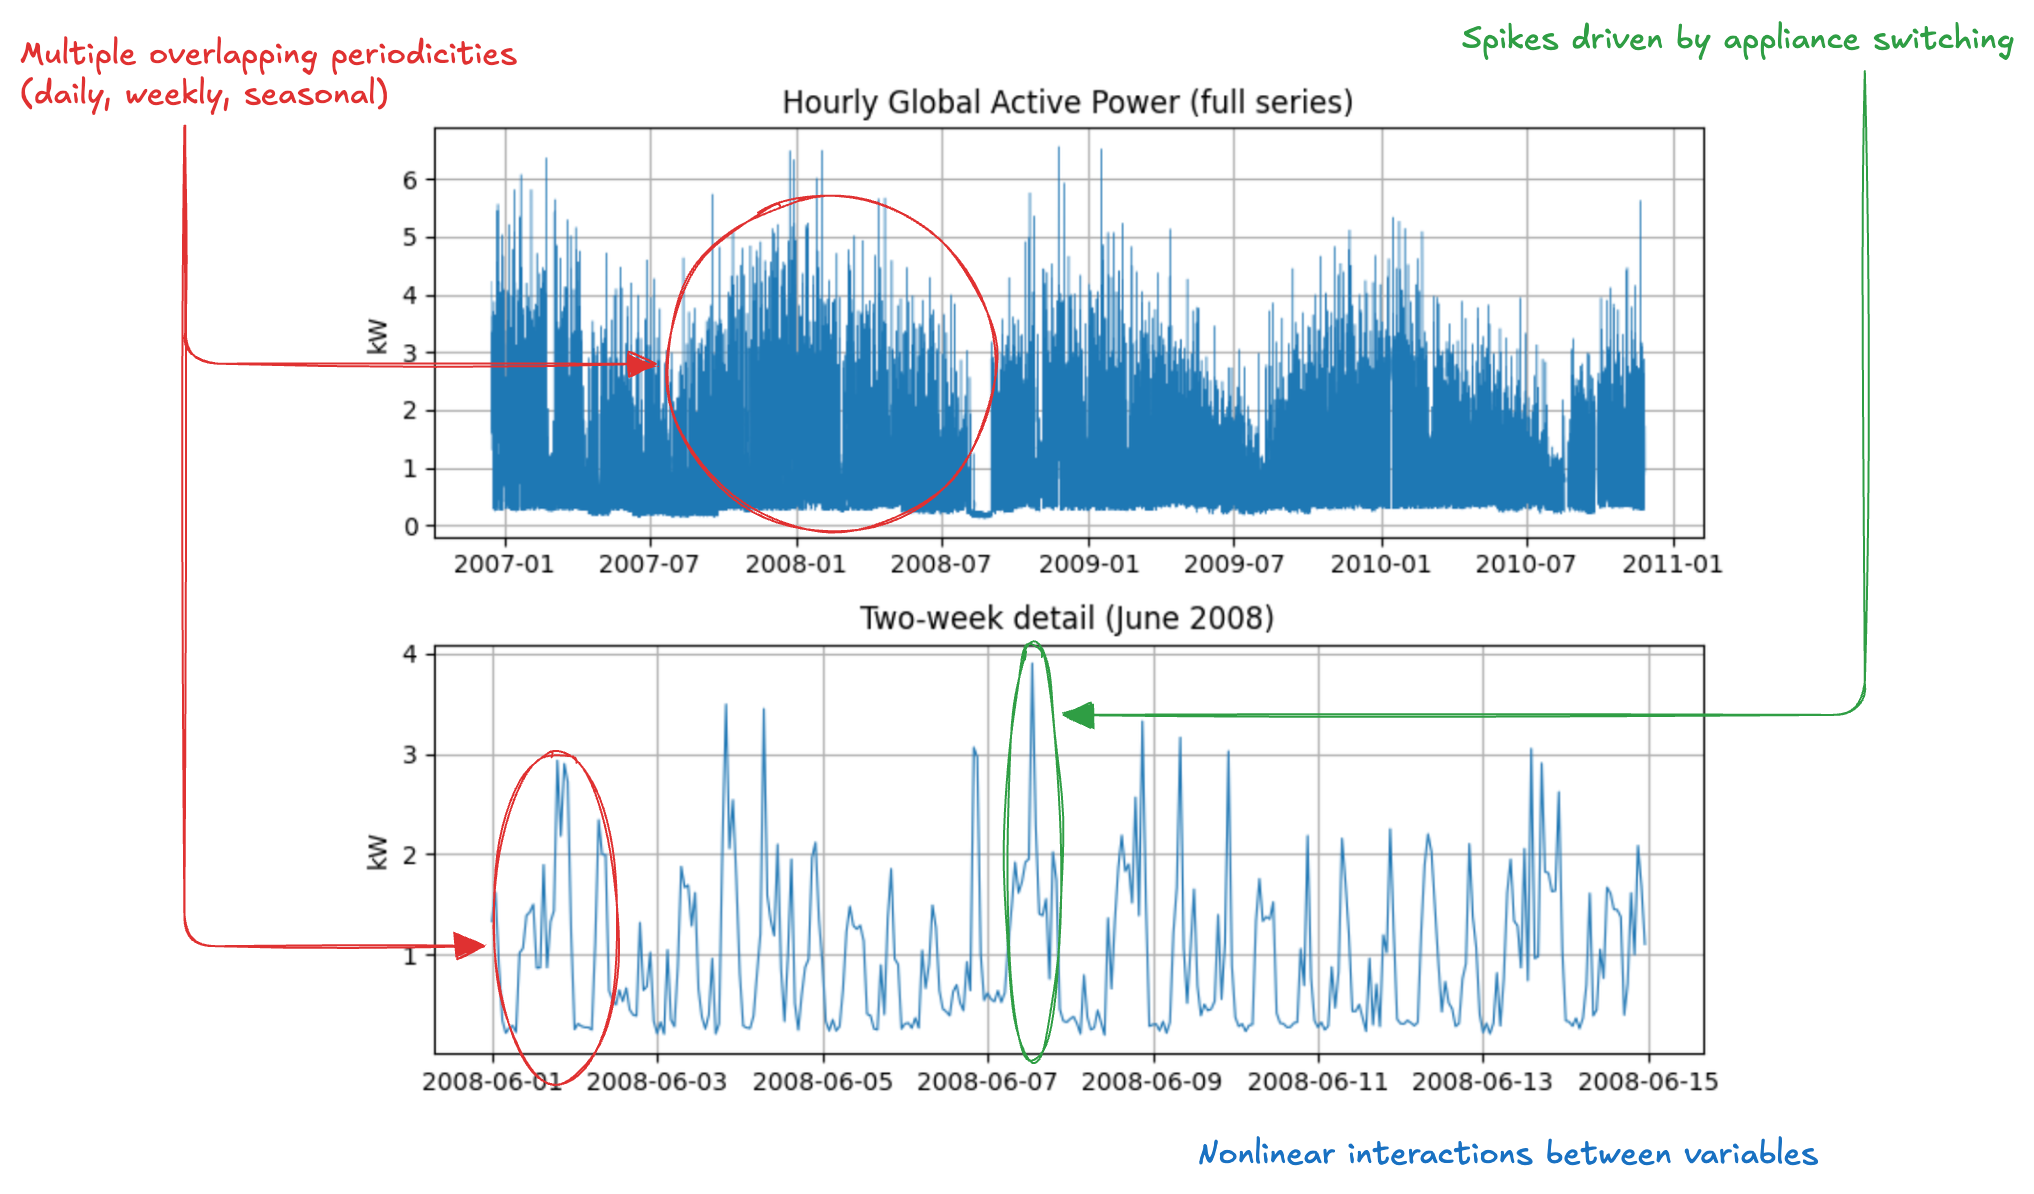 Multiple overlapping periodicities
(daily, weekly, seasonal)
Spikes driven by appliance switching
Hourly Global Active Power (full series)
kW
6
5
4
3
2
1
0
2007-01 2007-07 2008-01 2008-07 2009-01 2009-07 2010-01 2010-07 2011-01
Two-week detail (June 2008)
kW
4
3
2
1
2008-06-01 2008-06-03 2008-06-05 2008-06-07 2008-06-09 2008-06-11 2008-06-13 2008-06-15
Nonlinear interactions between variables